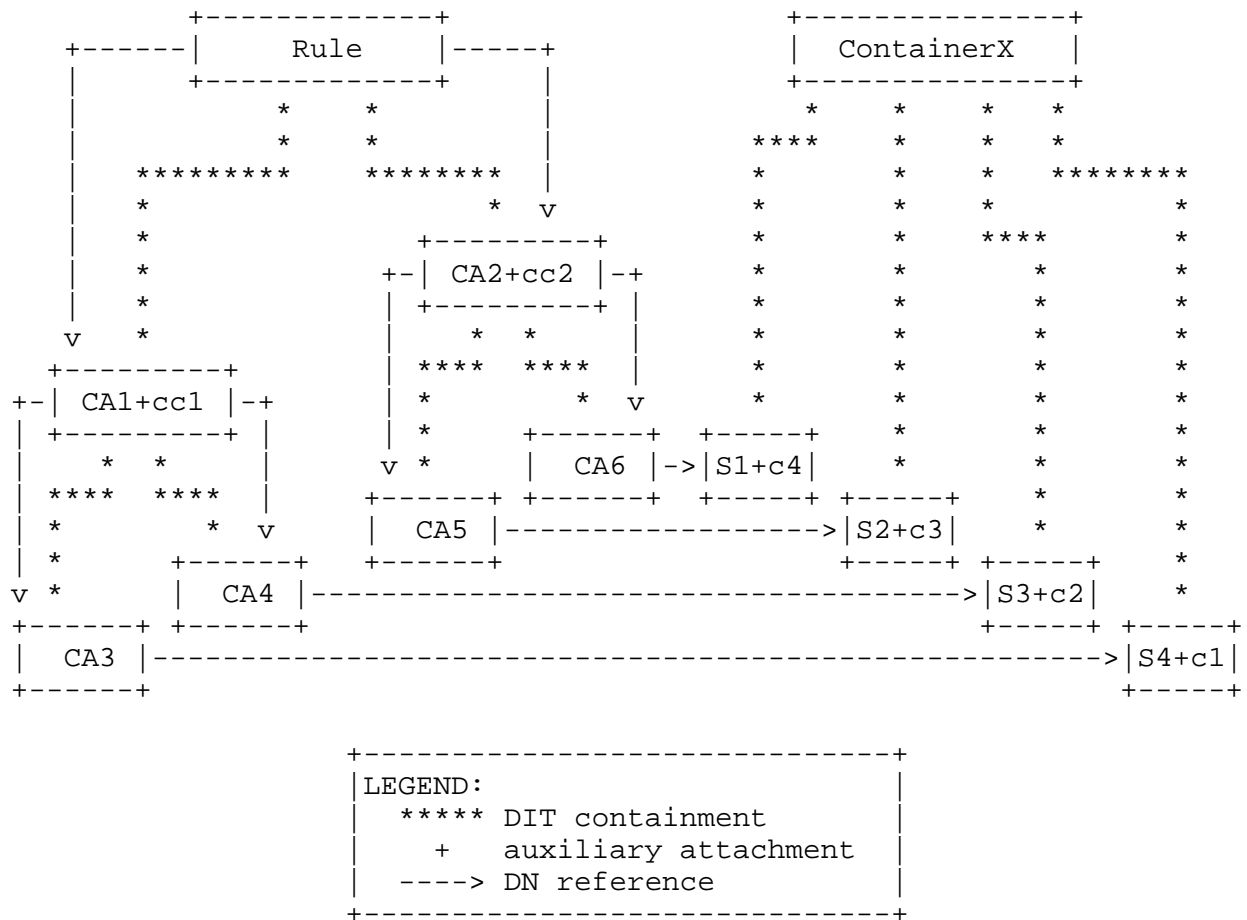 Rule ContainerX
CA2+cc2
CA1+cc1
CA6 S1+c4
CA5 S2+c3
CA4 S3+c2
CA3 S4+c1
LEGEND:
***** DIT containment
+ auxiliary attachment
----> DN reference